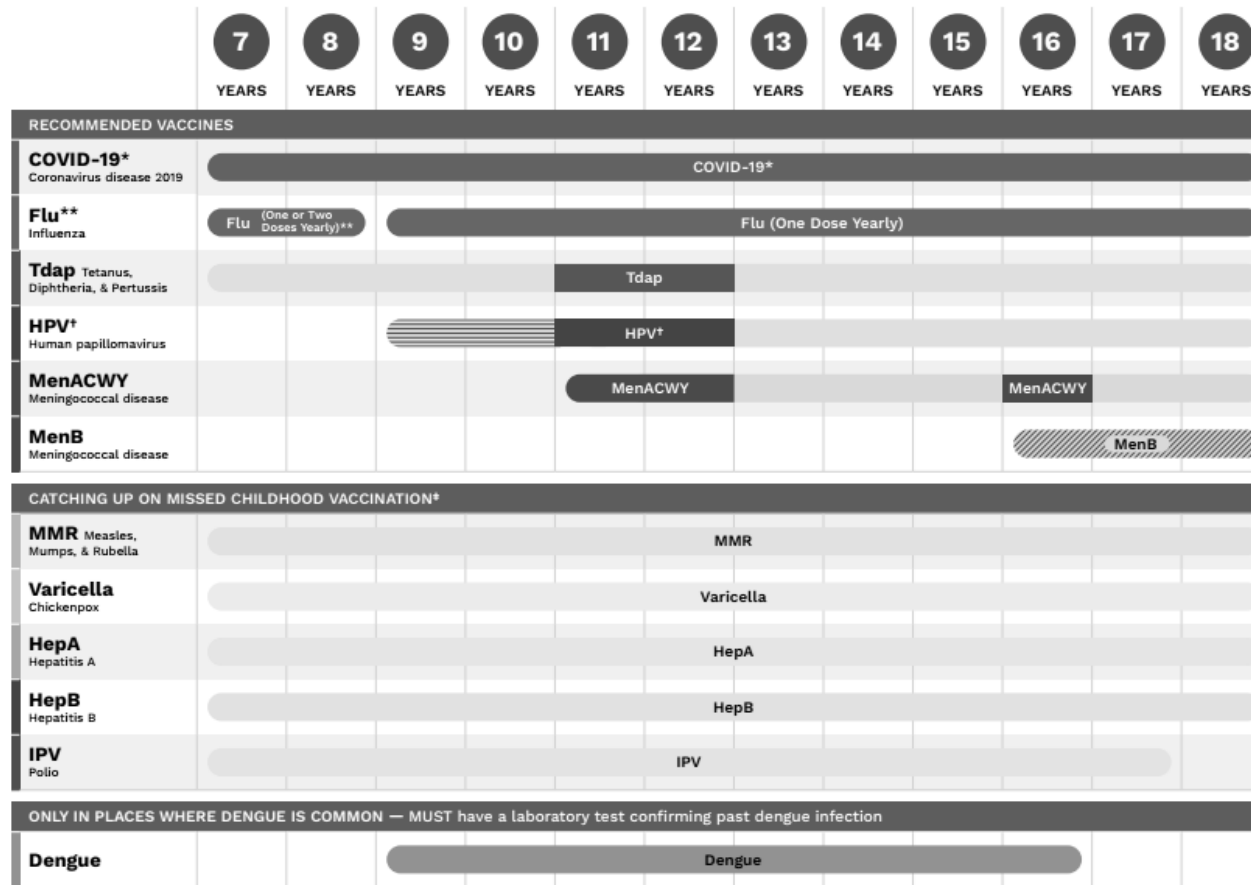 7 8 9 10 11 12 13 14 15 16 17 18
YEARS YEARS YEARS YEARS YEARS YEARS YEARS YEARS YEARS YEARS YEARS YEARS
RECOMMENDED VACCINES
COVID-19*
Coronavirus disease 2019
COVID-19*
Flu**
Influenza
Flu (One or Two
Doses Yearly)**
Flu (One Dose Yearly)
Tdap Tetanus,
Diphtheria, & Pertussis
Tdap
HPV†
Human papillomavirus
HPV†
MenACWY
Meningococcal disease
MenACWY
MenACWY
MenB
Meningococcal disease
MenB
CATCHING UP ON MISSED CHILDHOOD VACCINATION‡
MMR Measles,
Mumps, & Rubella
MMR
Varicella
Chickenpox
Varicella
HepA
Hepatitis A
HepA
HepB
Hepatitis B
HepB
IPV
Polio
IPV
ONLY IN PLACES WHERE DENGUE IS COMMON — MUST have a laboratory test confirming past dengue infection
Dengue
Dengue